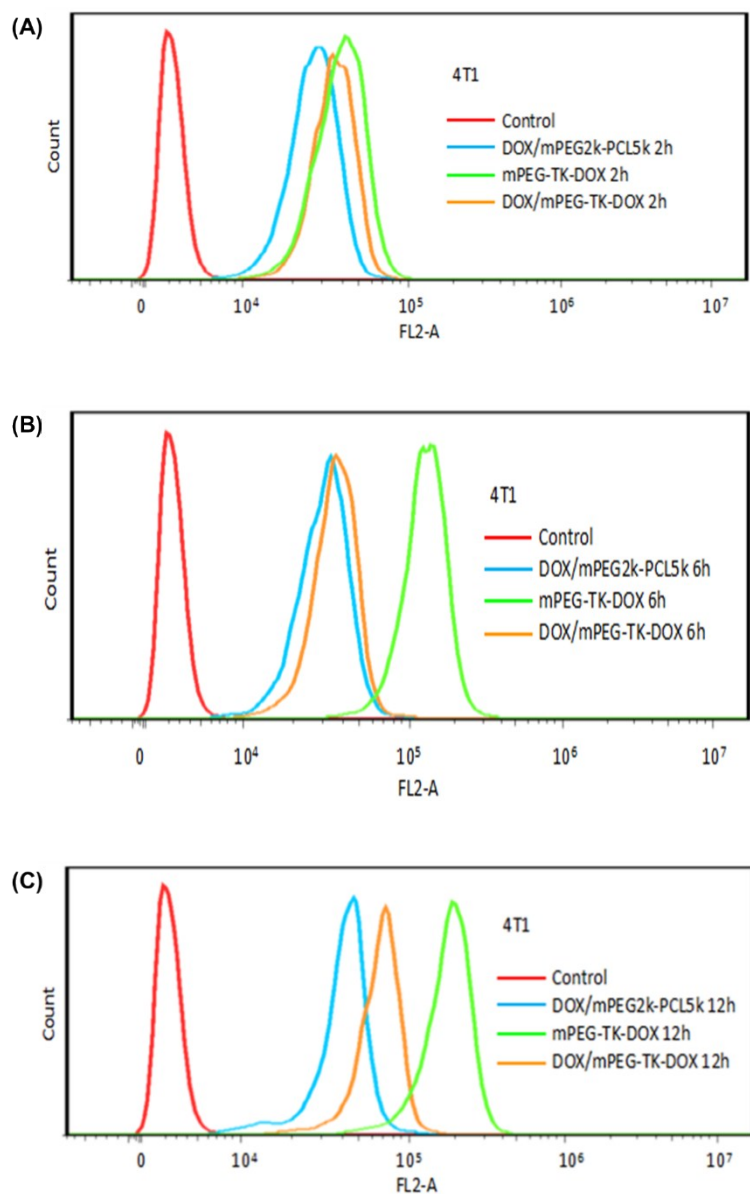 (A)
4T1
Control
DOX/mPEG2k-PCL5k 2h
mPEG-TK-DOX 2h
DOX/mPEG-TK-DOX 2h
Count
0 10⁴ 10⁵ 10⁶ 10⁷
FL2-A
(B)
4T1
Control
DOX/mPEG2k-PCL5k 6h
mPEG-TK-DOX 6h
DOX/mPEG-TK-DOX 6h
Count
0 10⁴ 10⁵ 10⁶ 10⁷
FL2-A
(C)
4T1
Control
DOX/mPEG2k-PCL5k 12h
mPEG-TK-DOX 12h
DOX/mPEG-TK-DOX 12h
Count
0 10⁴ 10⁵ 10⁶ 10⁷
FL2-A